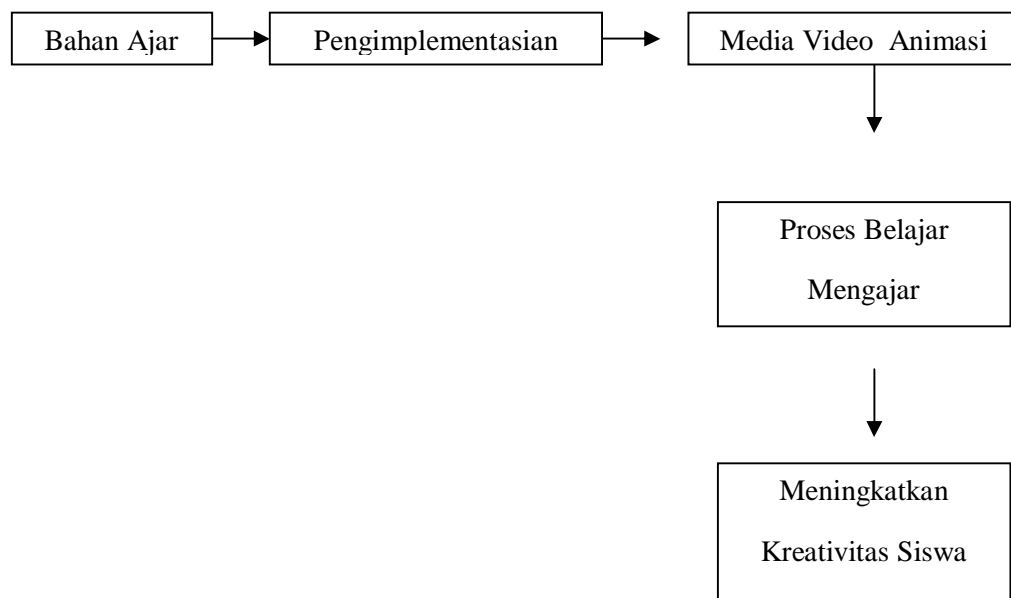 Bahan Ajar
Pengimplementasian
Media Video Animasi
Proses Belajar
Mengajar
Meningkatkan
Kreativitas Siswa